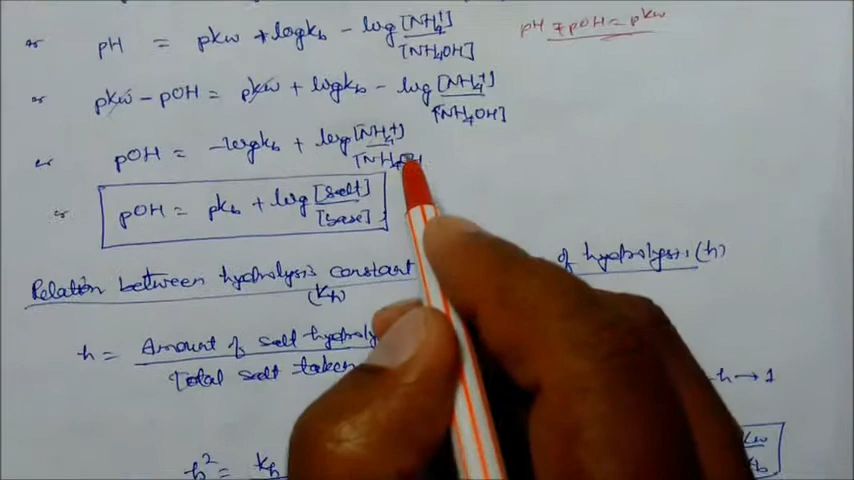 or pH = pKw + logKb - log [NH4+] / [NH4OH]
pH + pOH = pKw
or pKw - pOH = pKw + logKb - log [NH4+] / [NH4OH]
or pOH = -logKb + log [NH4+] / [NH4OH
or pOH = pKb + log [Salt] / [base]
Relation between hydrolysis constant of hydrolysis (h)
(Kh)
h = Amount of salt hydroly
Total salt taken
-h → 1
h² = Kh
Kw
Kb